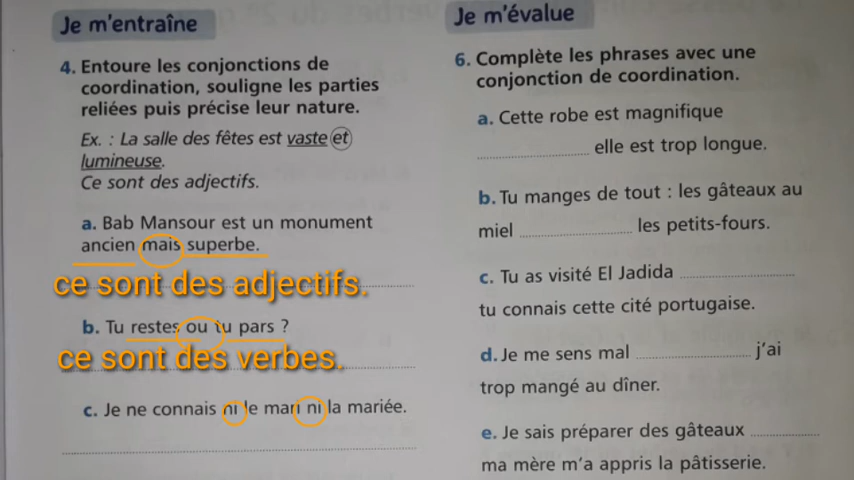 Je m'entraîne
4. Entoure les conjonctions de
coordination, souligne les parties
reliées puis précise leur nature.
Ex. : La salle des fêtes est vaste et
lumineuse.
Ce sont des adjectifs.
a. Bab Mansour est un monument
ancien mais superbe.
ce sont des adjectifs.
b. Tu restes ou tu pars ?
ce sont des verbes.
c. Je ne connais ni le mari ni la mariée.
Je m'évalue
6. Complète les phrases avec une
conjonction de coordination.
a. Cette robe est magnifique
elle est trop longue.
b. Tu manges de tout : les gâteaux au
miel les petits-fours.
c. Tu as visité El Jadida
tu connais cette cité portugaise.
d. Je me sens mal j'ai
trop mangé au dîner.
e. Je sais préparer des gâteaux
ma mère m'a appris la pâtisserie.